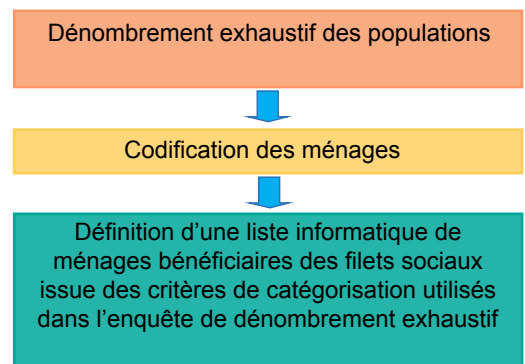 Dénombrement exhaustif des populations
Codification des ménages
Définition d’une liste informatique de
ménages bénéficiaires des filets sociaux
issue des critères de catégorisation utilisés
dans l’enquête de dénombrement exhaustif